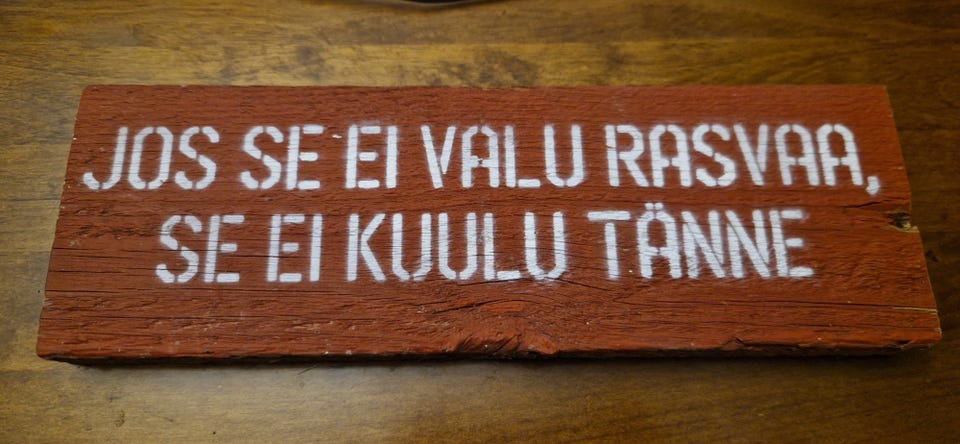 JOS SE EI VALU RASVAA,
SE EI KUULU TÄNNE